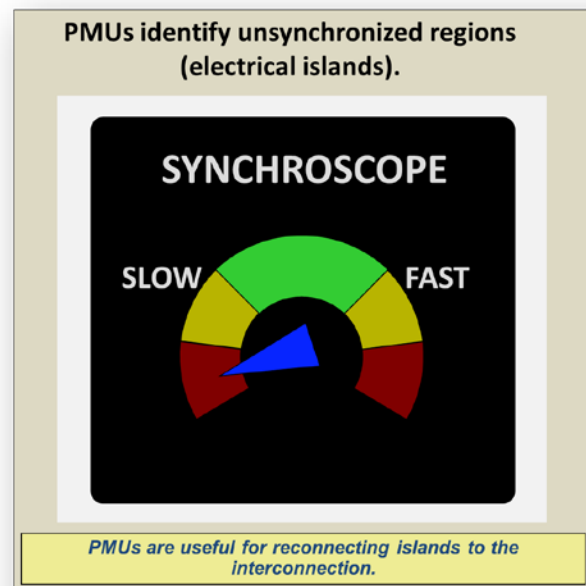 PMUs identify unsynchronized regions
(electrical islands).
SYNCHROSCOPE
SLOW
FAST
PMUs are useful for reconnecting islands to the
interconnection.